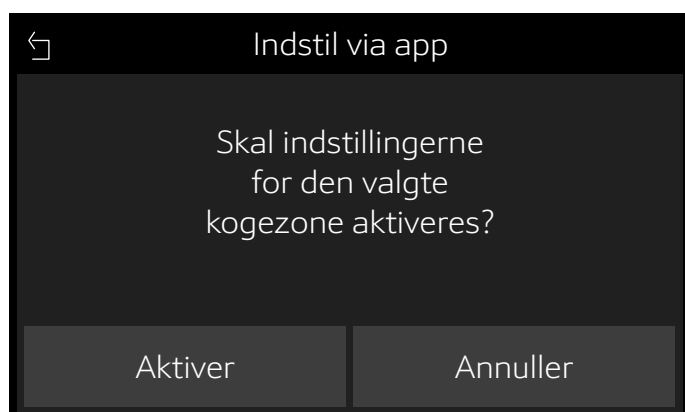 Indstil via app
Skal indstillingerne
for den valgte
kogezone aktiveres?
Aktiver
Annuller